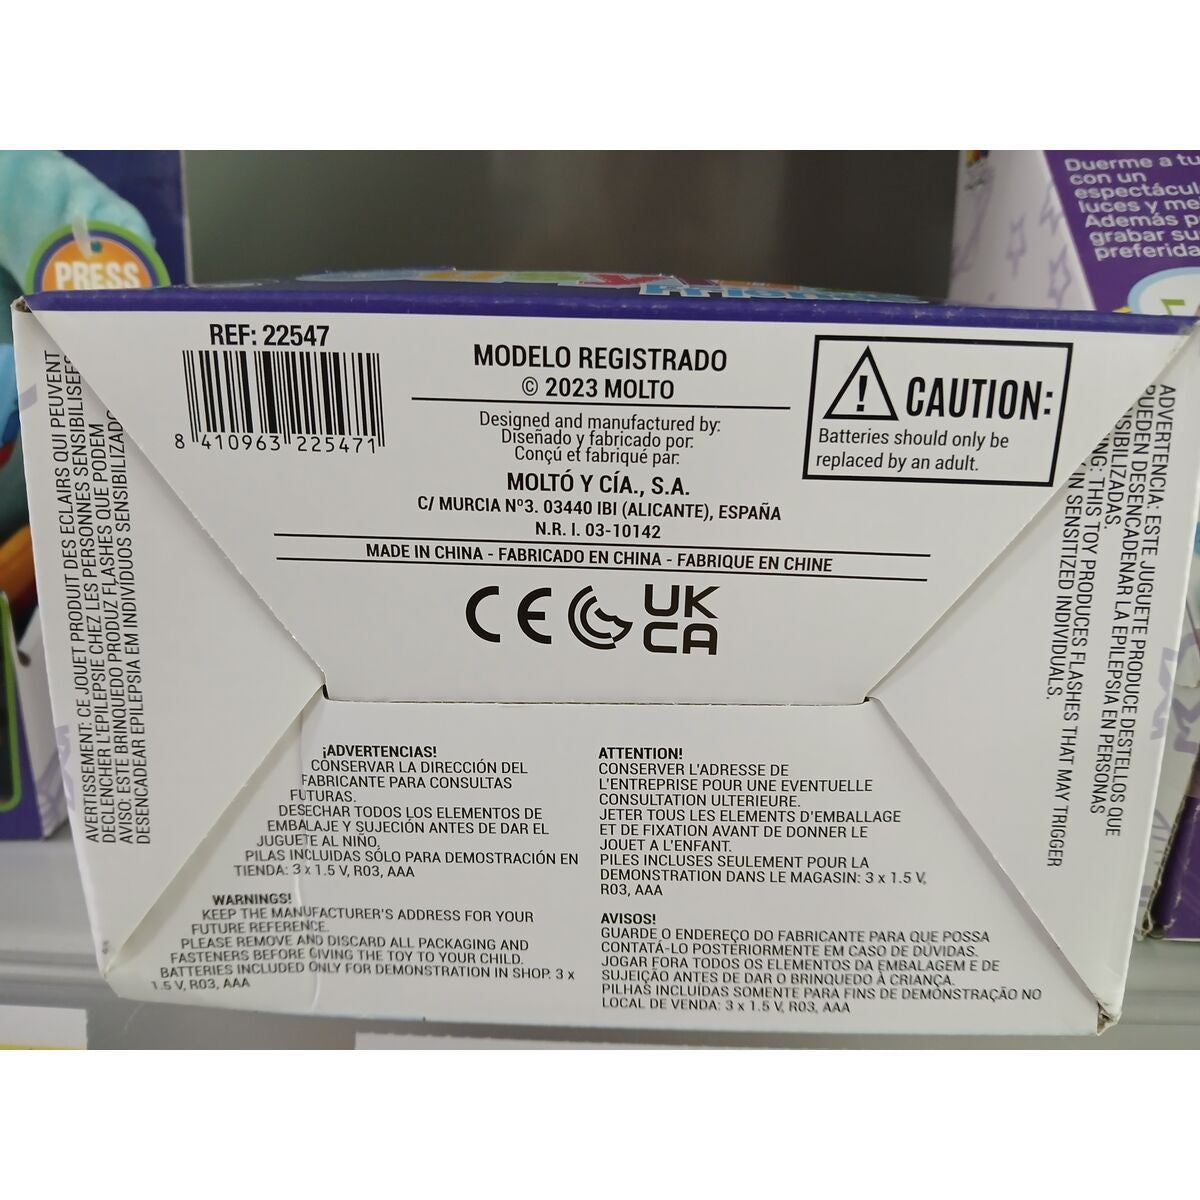 PRESS
Duerme a tu
con un
espectácul
luces y me
Además p
grabar su
preferida
Friends
REF: 22547
8 410963 225471
MODELO REGISTRADO
© 2023 MOLTO
Designed and manufactured by:
Diseñado y fabricado por:
Conçú et fabriqué par:
MOLTÓ Y CÍA., S.A.
C/ MURCIA Nº3. 03440 IBI (ALICANTE), ESPAÑA
N.R. I. 03-10142
MADE IN CHINA - FABRICADO EN CHINA - FABRIQUE EN CHINE
CE UK
CA
CAUTION:
Batteries should only be
replaced by an adult.
AVERTISSEMENT: CE JOUET PRODUIT DES ECLAIRS QUI PEUVENT
DECLENCHER L'EPILEPSIE CHEZ LES PERSONNES SENSIBILISEES
AVISO: ESTE BRINQUEDO PRODUZ FLASHES QUE PODEM
DESENCADEAR EPILEPSIA EM INDIVÍDUOS SENSIBILIZADO
ADVERTENCIA: ESTE JUGUETE PRODUCE DESTELLOS QUE
PUEDEN DESENCADENAR LA EPILEPSIA EN PERSONAS
SIBILIZADAS.
NG: THIS TOY PRODUCES FLASHES THAT MAY TRIGGER
IN SENSITIZED INDIVIDUALS.
¡ADVERTENCIAS!
CONSERVAR LA DIRECCIÓN DEL
FABRICANTE PARA CONSULTAS
FUTURAS.
DESECHAR TODOS LOS ELEMENTOS DE
EMBALAJE Y SUJECIÓN ANTES DE DAR EL
JUGUETE AL NIÑO.
PILAS INCLUIDAS SÓLO PARA DEMOSTRACIÓN EN
TIENDA: 3 x 1.5 V, R03, AAA
WARNINGS!
KEEP THE MANUFACTURER'S ADDRESS FOR YOUR
FUTURE REFERENCE.
PLEASE REMOVE AND DISCARD ALL PACKAGING AND
FASTENERS BEFORE GIVING THE TOY TO YOUR CHILD.
BATTERIES INCLUDED ONLY FOR DEMONSTRATION IN SHOP. 3 x
1.5 V, R03, AAA
ATTENTION!
CONSERVER L'ADRESSE DE
L'ENTREPRISE POUR UNE EVENTUELLE
CONSULTATION ULTERIEURE.
JETER TOUS LES ELEMENTS D'EMBALLAGE
ET DE FIXATION AVANT DE DONNER LE
JOUET A L'ENFANT.
PILES INCLUSES SEULEMENT POUR LA
DEMONSTRATION DANS LE MAGASIN: 3 x 1.5 V,
R03, AAA
AVISOS!
GUARDE O ENDEREÇO DO FABRICANTE PARA QUE POSSA
CONTATÁ-LO POSTERIORMENTE EM CASO DE DÚVIDAS.
JOGAR FORA TODOS OS ELEMENTOS DA EMBALAGEM E DE
SUJEIÇÃO ANTES DE DAR O BRINQUEDO À CRIANÇA.
PILHAS INCLUÍDAS SOMENTE PARA FINS DE DEMONSTRAÇÃO NO
LOCAL DE VENDA: 3 x 1.5 V, R03, AAA